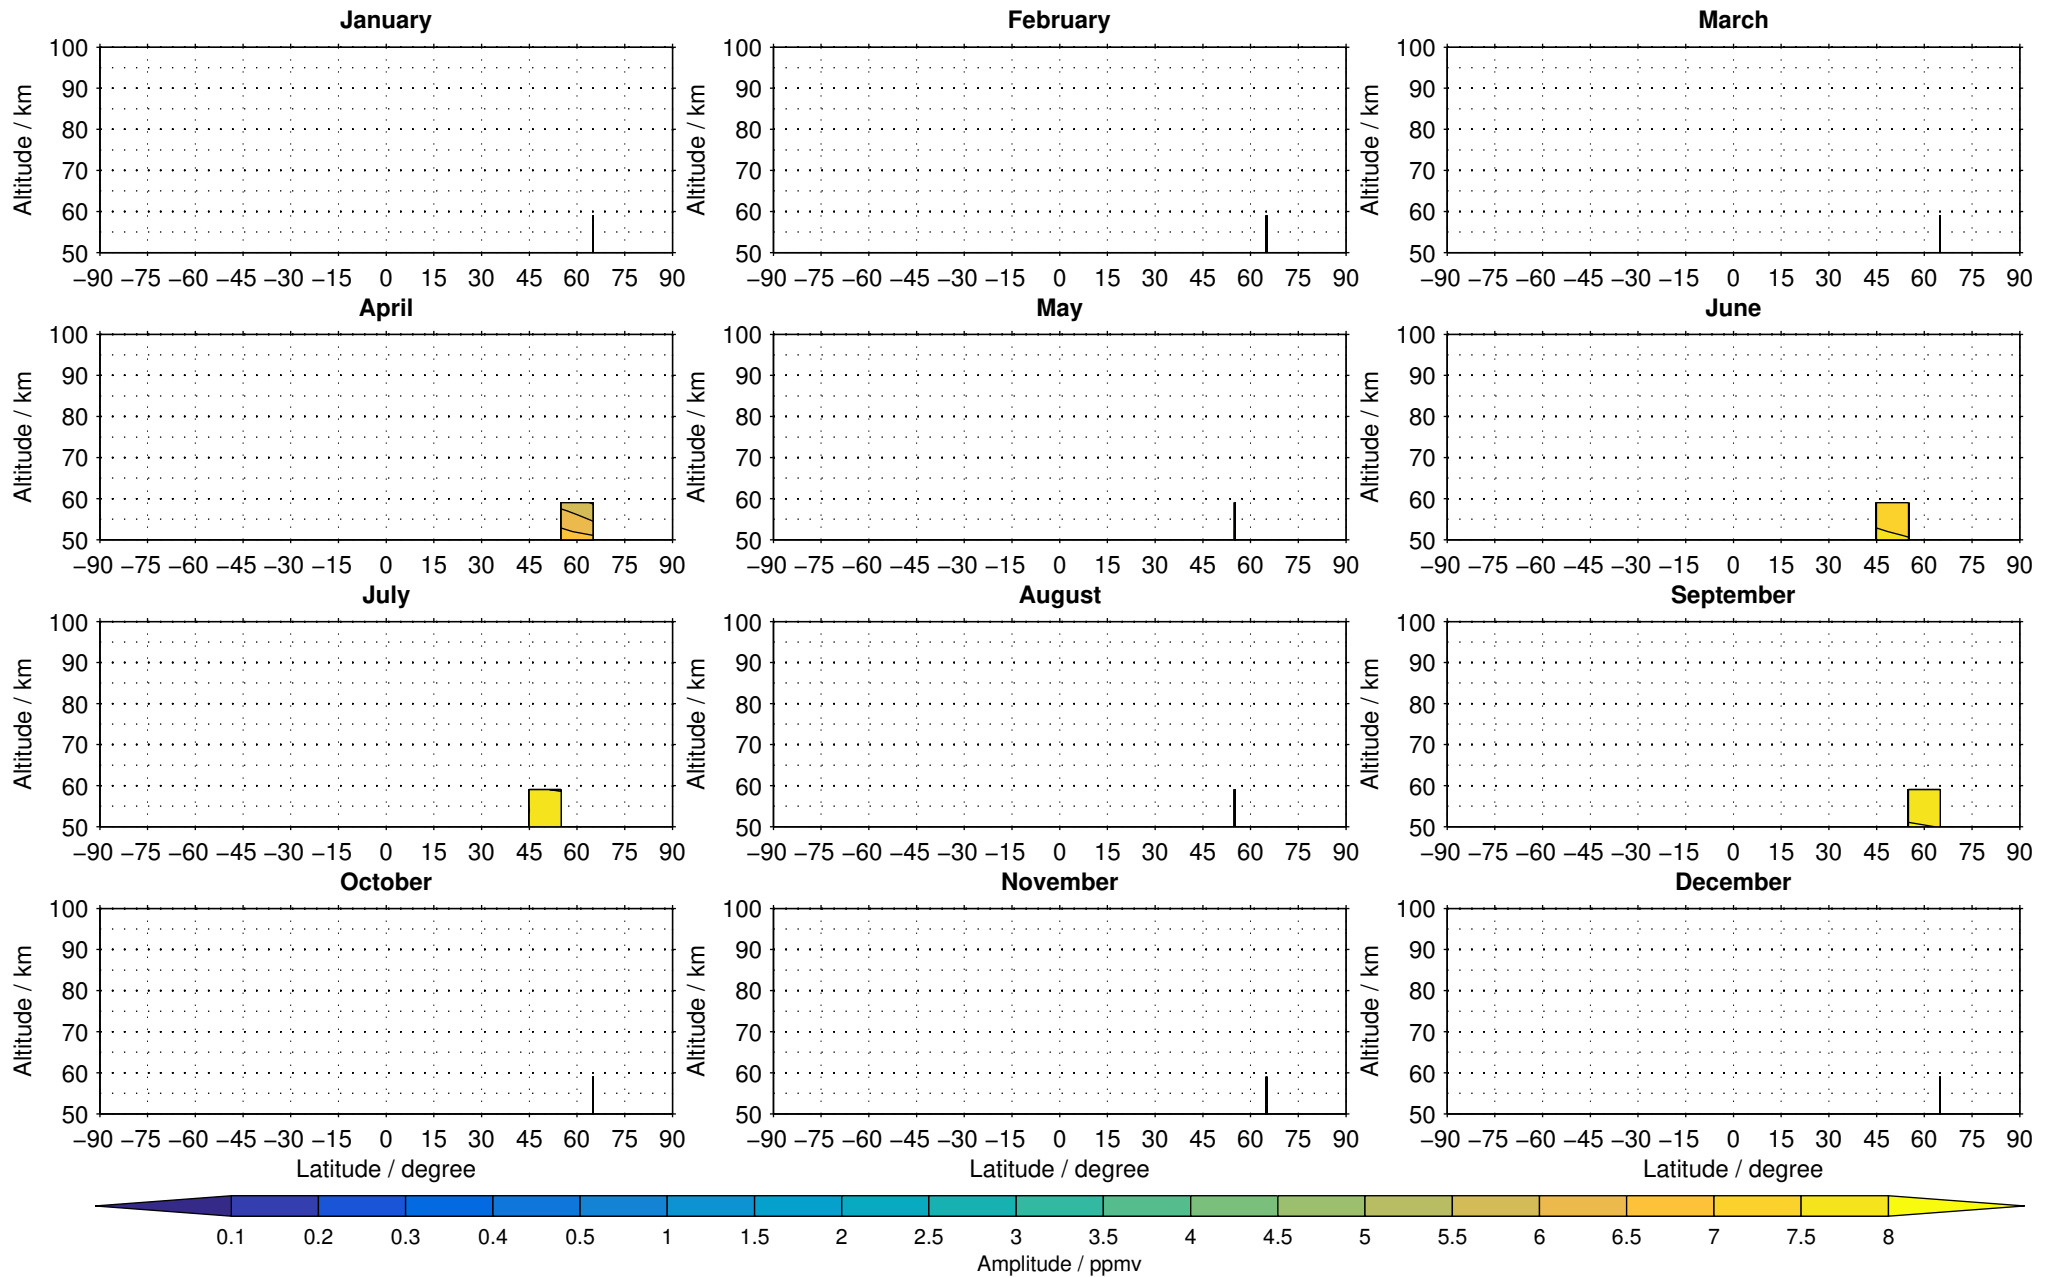 January February March
100 100 100
90 90 90
80 80 80
70 70 70
60 60 60
50 50 50
Altitude / km Altitude / km Altitude / km
−90 −75 −60 −45 −30 −15 0 15 30 45 60 75 90 −90 −75 −60 −45 −30 −15 0 15 30 45 60 75 90 −90 −75 −60 −45 −30 −15 0 15 30 45 60 75 90
April May June
100 100 100
90 90 90
80 80 80
70 70 70
60 60 60
50 50 50
Altitude / km Altitude / km Altitude / km
−90 −75 −60 −45 −30 −15 0 15 30 45 60 75 90 −90 −75 −60 −45 −30 −15 0 15 30 45 60 75 90 −90 −75 −60 −45 −30 −15 0 15 30 45 60 75 90
July August September
100 100 100
90 90 90
80 80 80
70 70 70
60 60 60
50 50 50
Altitude / km Altitude / km Altitude / km
−90 −75 −60 −45 −30 −15 0 15 30 45 60 75 90 −90 −75 −60 −45 −30 −15 0 15 30 45 60 75 90 −90 −75 −60 −45 −30 −15 0 15 30 45 60 75 90
October November December
100 100 100
90 90 90
80 80 80
70 70 70
60 60 60
50 50 50
Altitude / km Altitude / km Altitude / km
−90 −75 −60 −45 −30 −15 0 15 30 45 60 75 90 −90 −75 −60 −45 −30 −15 0 15 30 45 60 75 90 −90 −75 −60 −45 −30 −15 0 15 30 45 60 75 90
Latitude / degree Latitude / degree Latitude / degree
0.1 0.2 0.3 0.4 0.5 1 1.5 2 2.5 3 3.5 4 4.5 5 5.5 6 6.5 7 7.5 8
Amplitude / ppmv